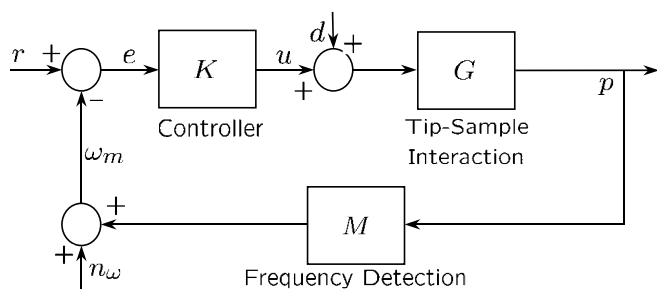 r
+
−
e
K
Controller
u
d
+
+
G
Tip-Sample
Interaction
p
ω_m
+
+
n_ω
M
Frequency Detection